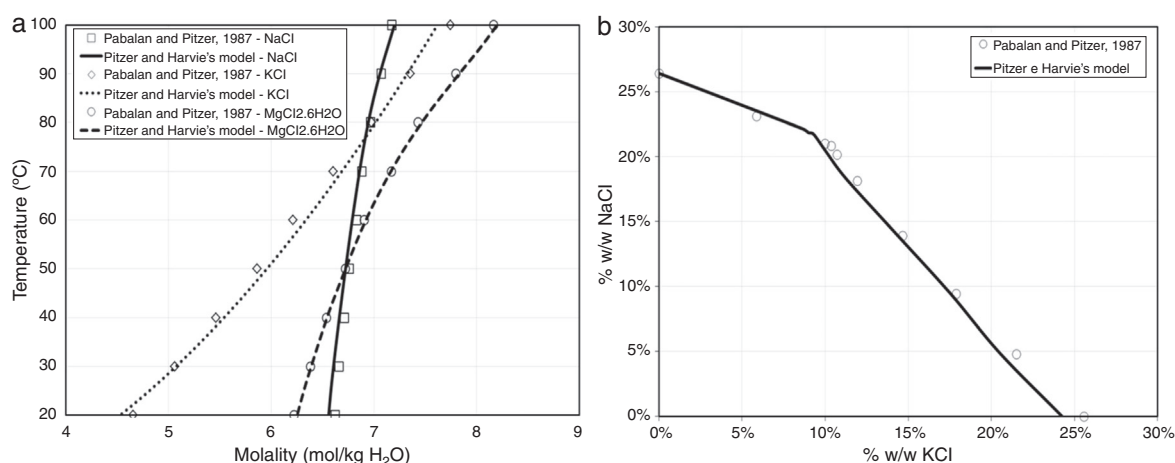 a
100
90
80
70
60
50
40
30
20
Temperature (°C)
Pabalan and Pitzer, 1987 - NaCl
Pitzer and Harvie's model - NaCl
Pabalan and Pitzer, 1987 - KCl
Pitzer and Harvie's model - KCl
Pabalan and Pitzer, 1987 - MgCl2.6H2O
Pitzer and Harvie's model - MgCl2.6H2O
4 5 6 7 8 9
Molality (mol/kg H₂O)
b
30%
25%
20%
15%
10%
5%
0%
% w/w NaCl
Pabalan and Pitzer, 1987
Pitzer e Harvie's model
0% 5% 10% 15% 20% 25% 30%
% w/w KCl